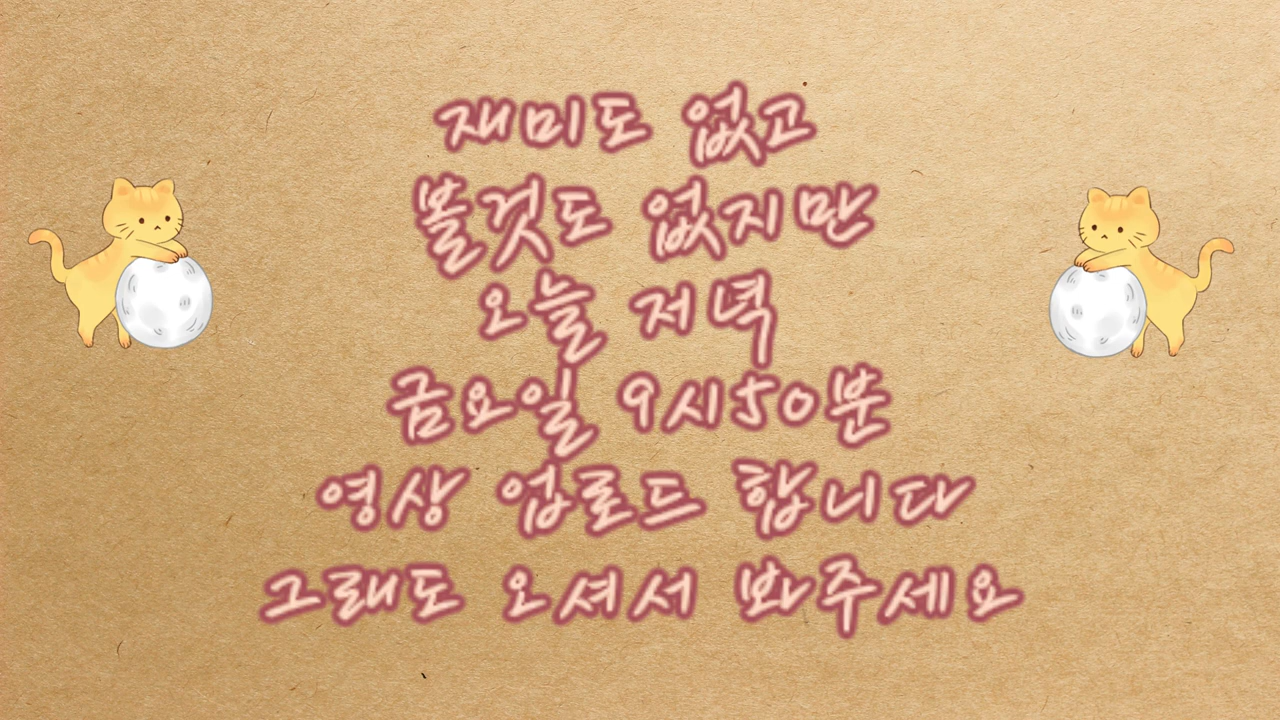 재미도 없고
볼것도 없지만
오늘 저녁
금요일 9시50분
영상 업로드 합니다
그래도 오셔서 봐주세요